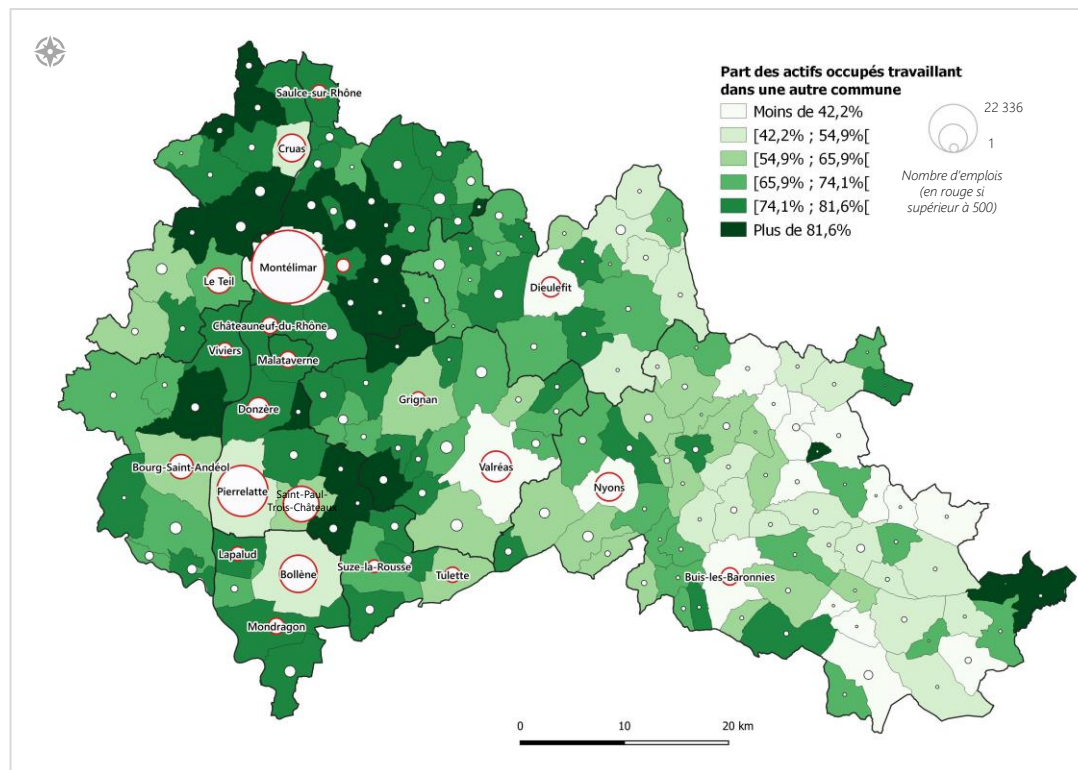 Part des actifs occupés travaillant
dans une autre commune
Moins de 42,2%
[42,2% ; 54,9%[
[54,9% ; 65,9%[
[65,9% ; 74,1%[
[74,1% ; 81,6%[
Plus de 81,6%
22 336
1
Nombre d'emplois
(en rouge si
supérieur à 500)
Saulce-sur-Rhône
Cruas
Montélimar
Le Teil
Dieulefit
Châteauneuf-du-Rhône
Viviers
Malataverne
Donzère
Grignan
Bourg-Saint-Andéol
Pierrelatte
Saint-Paul-
Trois-Châteaux
Valréas
Nyons
Lapalud
Bollène
Suze-la-Rousse
Tulette
Buis-les-Baronnies
Mondragon
0 10 20 km